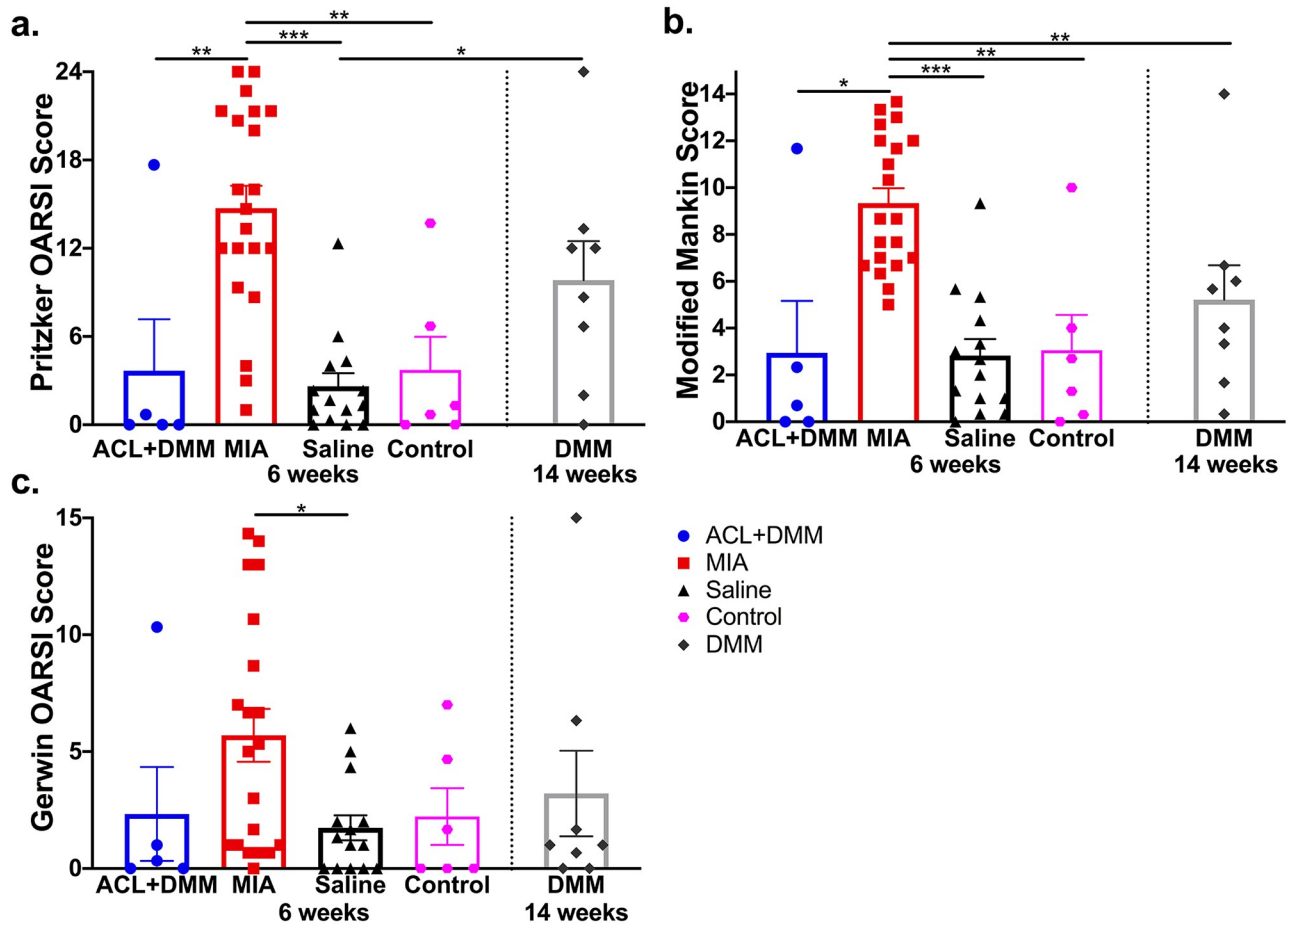 a.
**
***
**
*
Pritzker OARSI Score
24
18
12
6
0
ACL+DMM MIA Saline Control DMM
6 weeks 14 weeks
b.
**
**
***
*
Modified Mankin Score
14
12
10
8
6
4
2
0
ACL+DMM MIA Saline Control DMM
6 weeks 14 weeks
c.
*
Gerwin OARSI Score
15
10
5
0
ACL+DMM MIA Saline Control DMM
6 weeks 14 weeks
ACL+DMM
MIA
Saline
Control
DMM